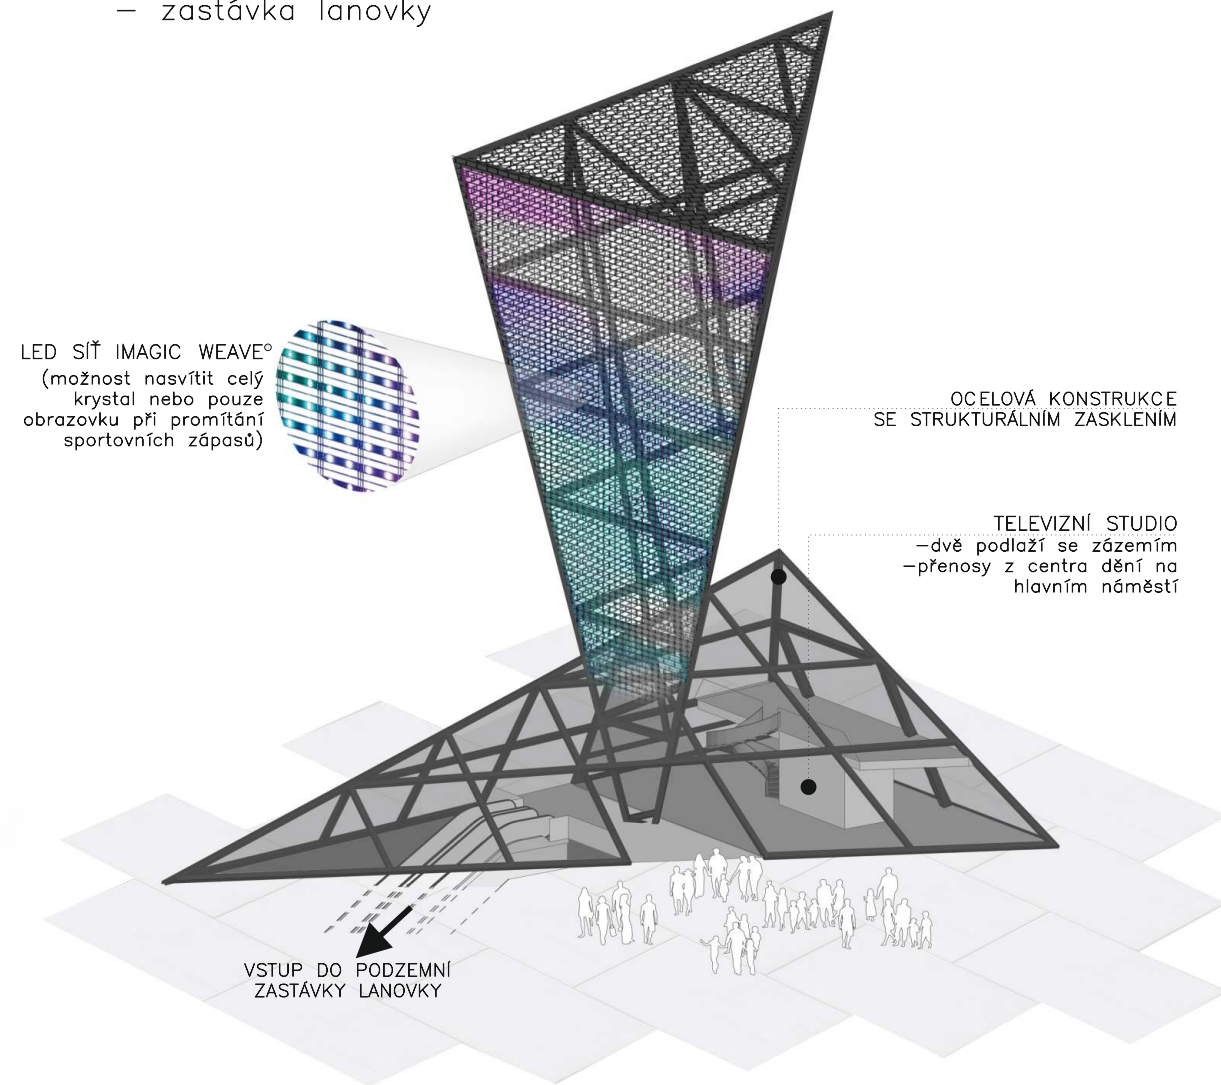 – zastávka lanovky
LED SÍŤ IMAGIC WEAVE°
(možnost nasvítit celý
krystal nebo pouze
obrazovku při promítání
sportovních zápasů)
OCELOVÁ KONSTRUKCE
SE STRUKTURÁLNÍM ZASKLENÍM
TELEVIZNÍ STUDIO
–dvě podlaží se zázemím
–přenosy z centra dění na
hlavním náměstí
VSTUP DO PODZEMNÍ
ZASTÁVKY LANOVKY